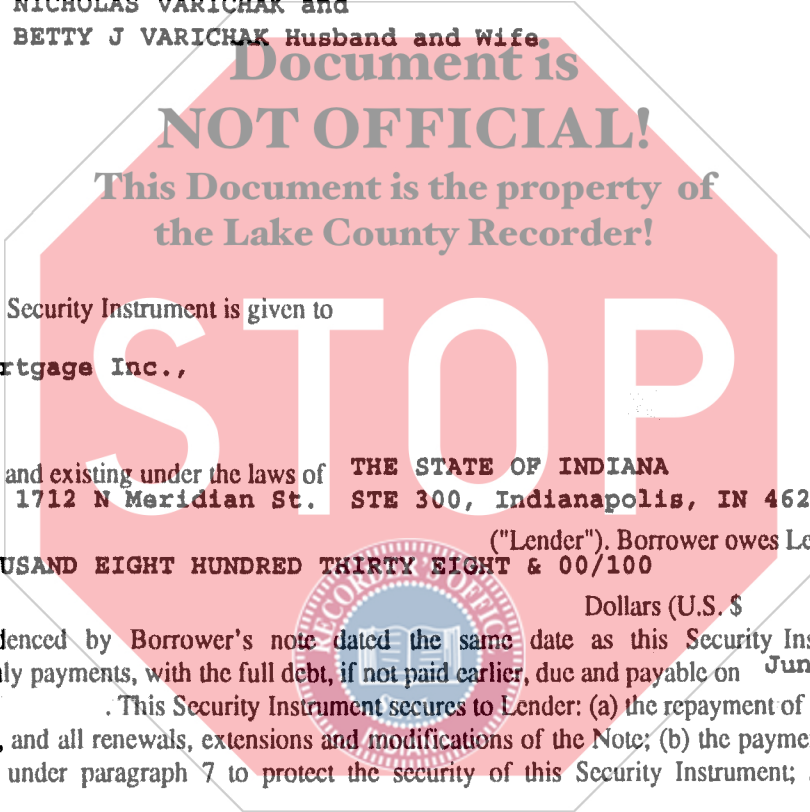 NICHOLAS VARICHAK and
BETTY J VARICHAK Husband and Wife
Document is
NOT OFFICIAL!
This Document is the property of
the Lake County Recorder!
Security Instrument is given to
rtgage Inc.,
STOP
and existing under the laws of THE STATE OF INDIANA
1712 N Meridian St. STE 300, Indianapolis, IN 462
("Lender"). Borrower owes Le
USAND EIGHT HUNDRED THIRTY EIGHT & 00/100
Dollars (U.S. $
denced by Borrower's note dated the same date as this Security Ins
ly payments, with the full debt, if not paid earlier, due and payable on Jun
. This Security Instrument secures to Lender: (a) the repayment of
, and all renewals, extensions and modifications of the Note; (b) the payme
under paragraph 7 to protect the security of this Security Instrument;